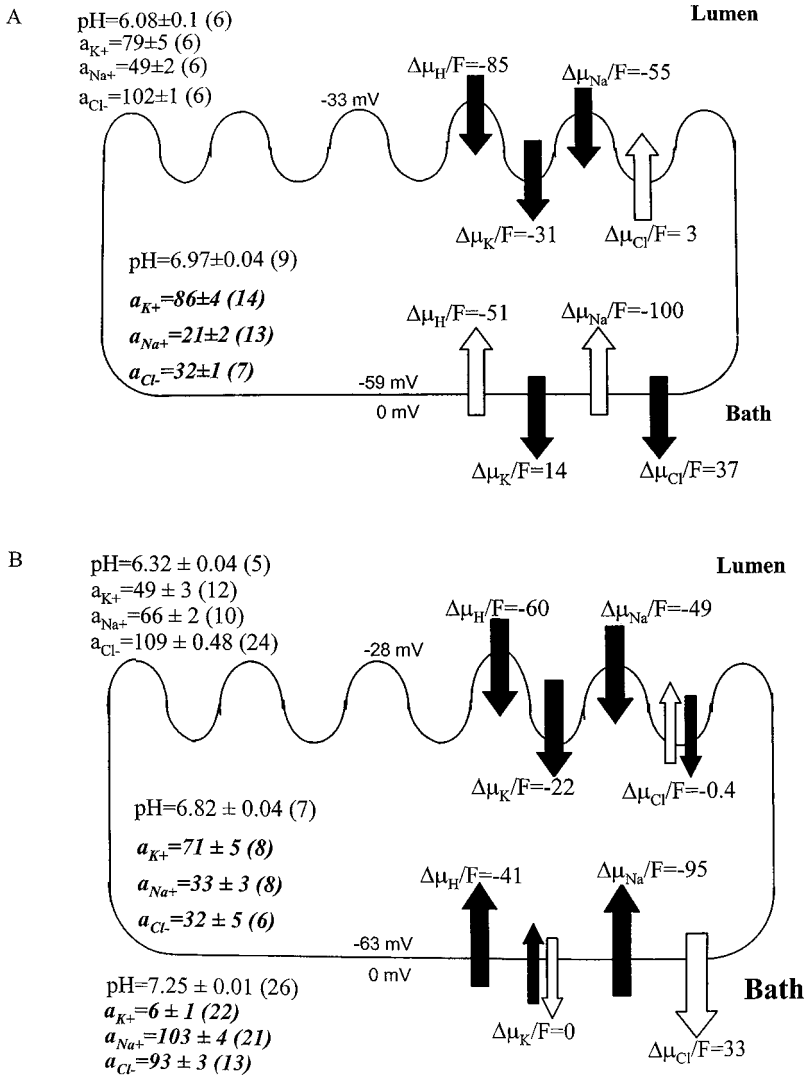 A
pH=6.08±0.1 (6)
Lumen
aK+=79±5 (6)
aNa+=49±2 (6)
aCl-=102±1 (6)
ΔμH/F=-85
ΔμNa/F=-55
-33 mV
ΔμK/F=-31
ΔμCl/F= 3
pH=6.97±0.04 (9)
aK+=86±4 (14)
aNa+=21±2 (13)
aCl-=32±1 (7)
ΔμH/F=-51
ΔμNa/F=-100
-59 mV
0 mV
Bath
ΔμK/F=14
ΔμCl/F=37
B
pH=6.32 ± 0.04 (5)
Lumen
aK+=49 ± 3 (12)
aNa+=66 ± 2 (10)
aCl-=109 ± 0.48 (24)
ΔμH/F=-60
ΔμNa/F=-49
-28 mV
ΔμK/F=-22
ΔμCl/F=-0.4
pH=6.82 ± 0.04 (7)
aK+=71 ± 5 (8)
aNa+=33 ± 3 (8)
aCl-=32 ± 5 (6)
ΔμH/F=-41
ΔμNa/F=-95
-63 mV
0 mV
Bath
pH=7.25 ± 0.01 (26)
aK+=6 ± 1 (22)
aNa+=103 ± 4 (21)
aCl-=93 ± 3 (13)
ΔμK/F=0
ΔμCl/F=33